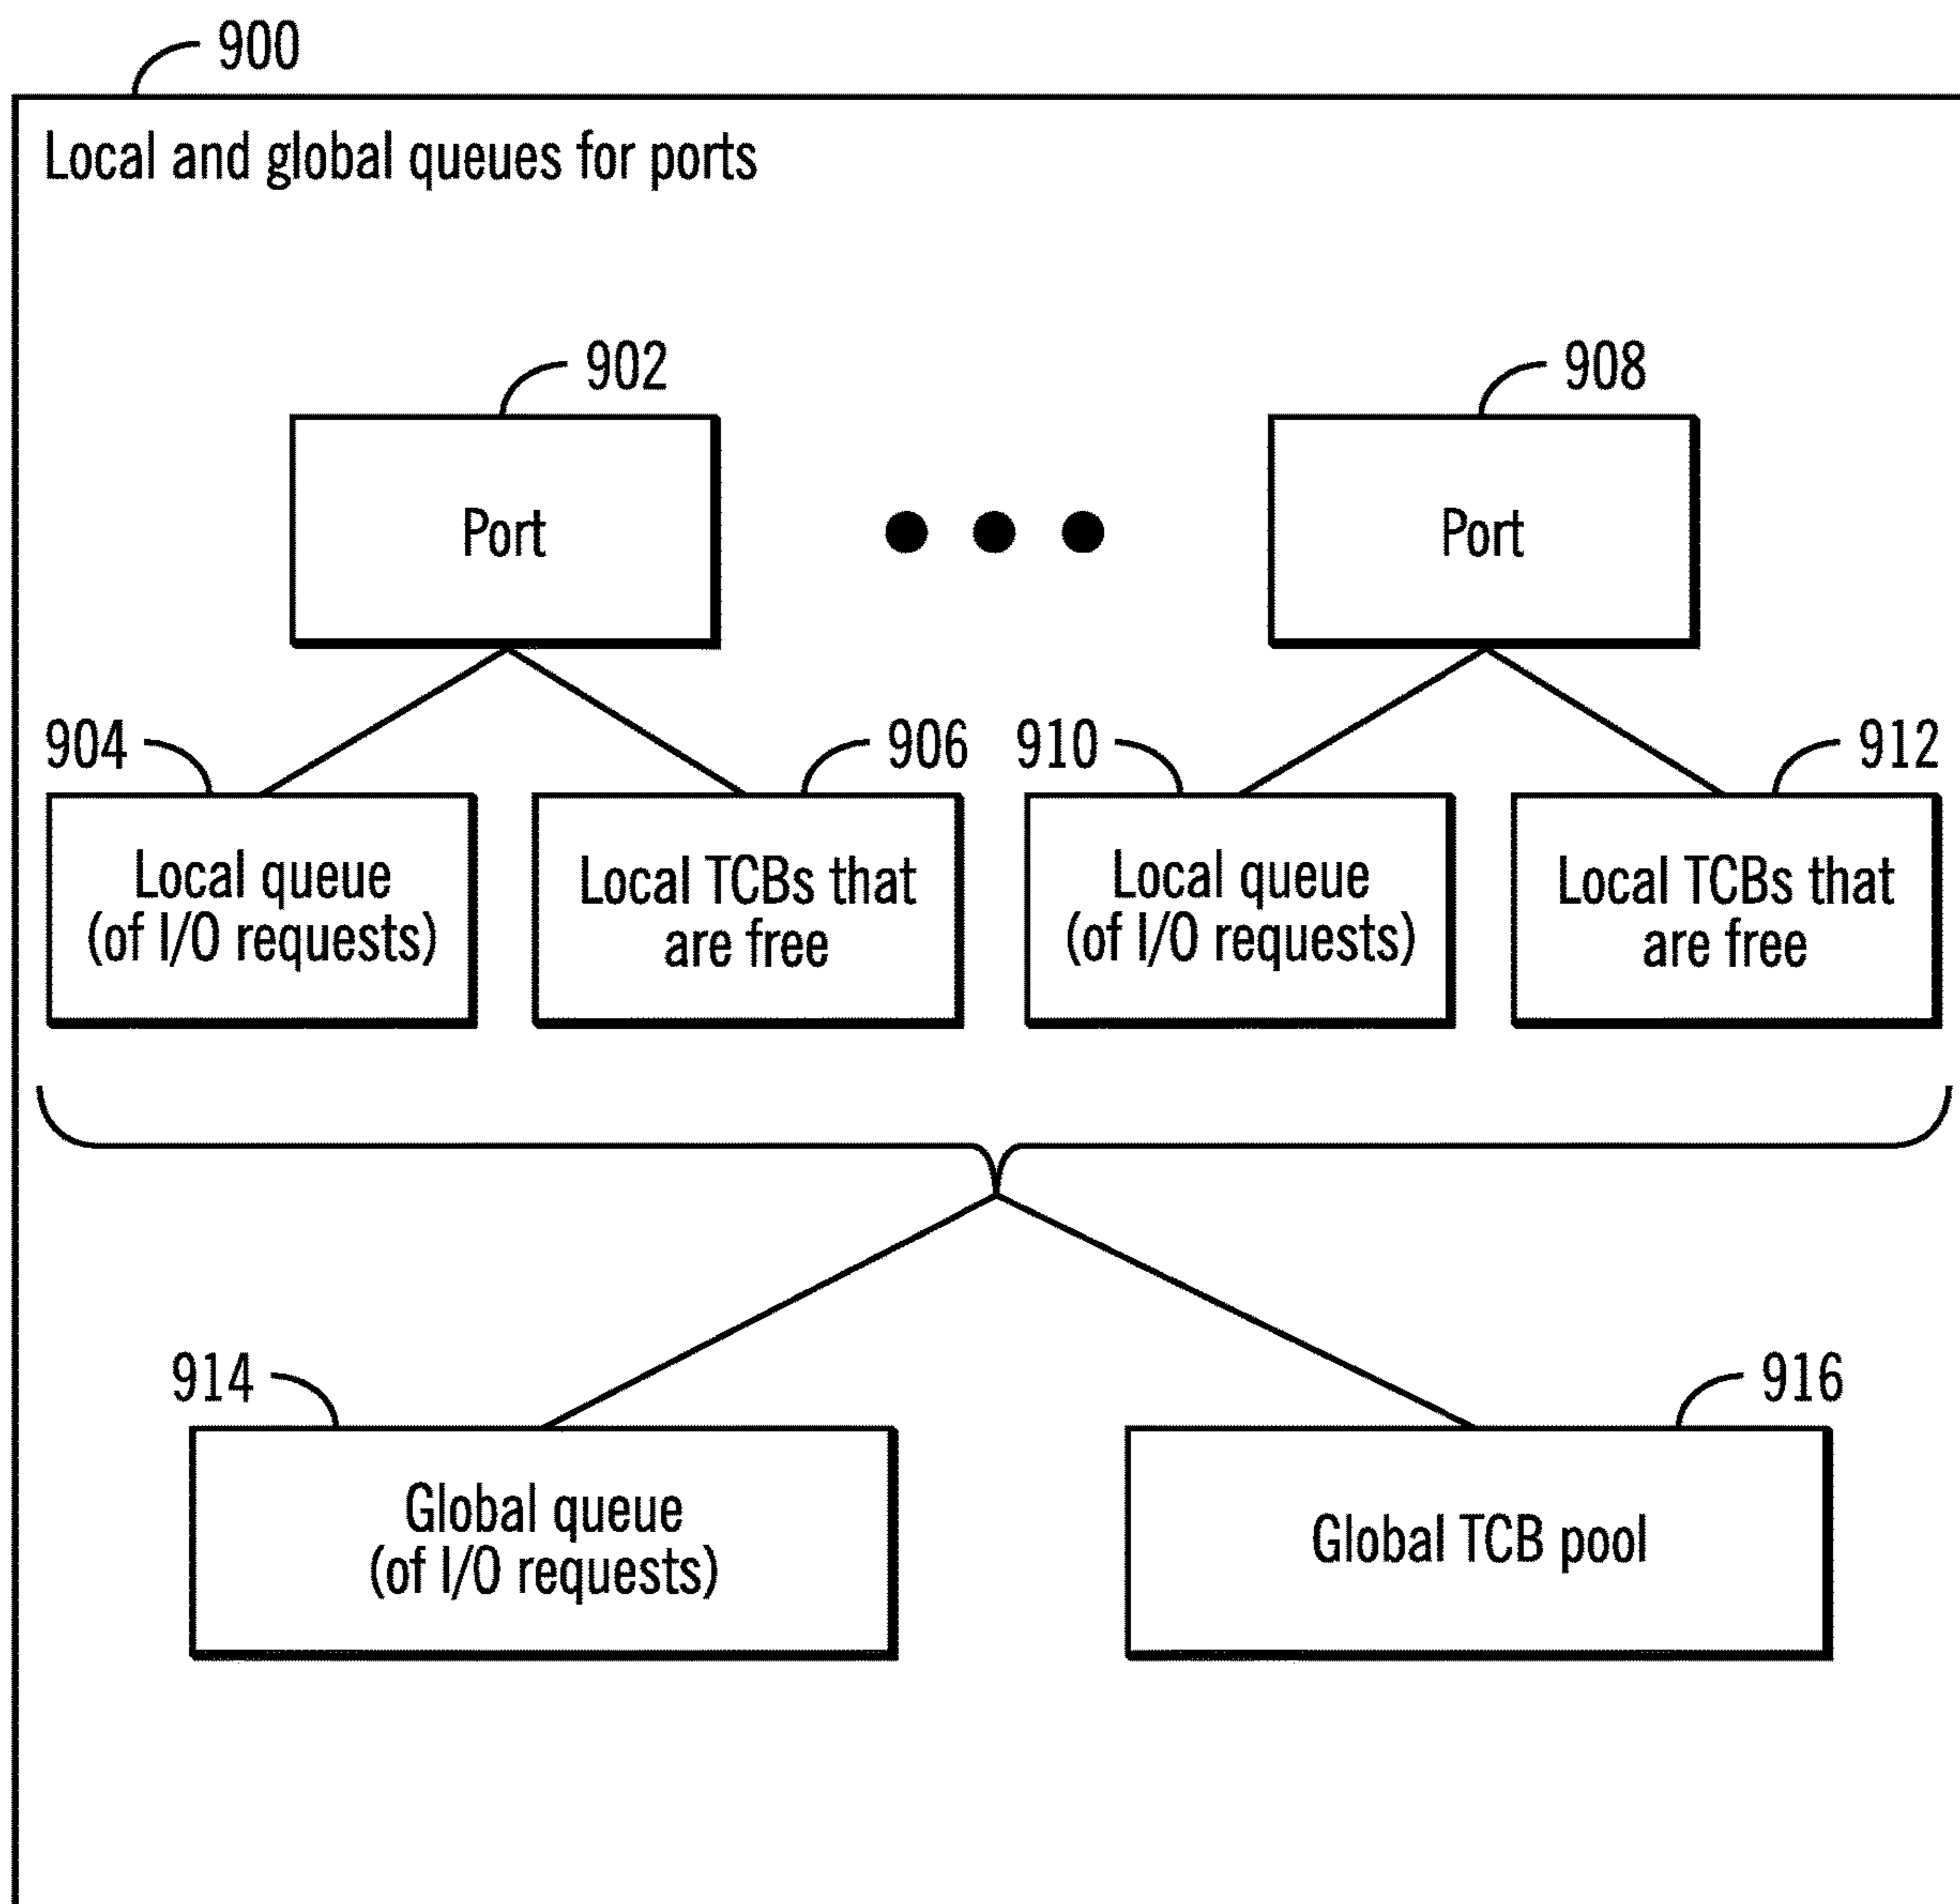 900
Local and global queues for ports
902
908
Port
Port
904
906
910
912
Local queue
(of I/O requests)
Local TCBs that
are free
Local queue
(of I/O requests)
Local TCBs that
are free
914
916
Global queue
(of I/O requests)
Global TCB pool